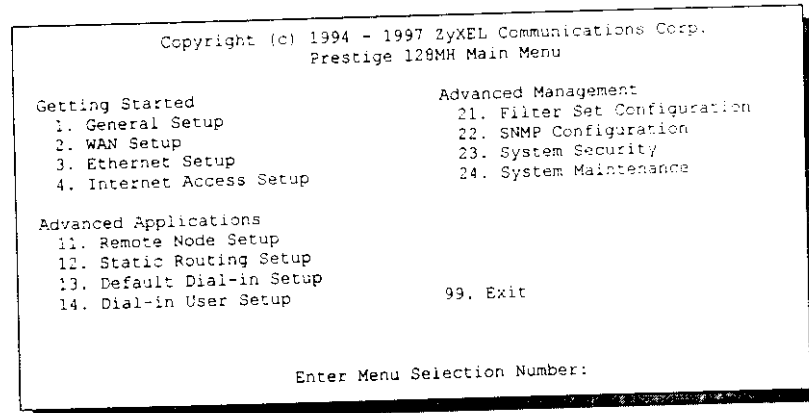 Copyright (c) 1994 - 1997 ZyXEL Communications Corp.
Prestige 128MH Main Menu
Getting Started
1. General Setup
2. WAN Setup
3. Ethernet Setup
4. Internet Access Setup
Advanced Applications
11. Remote Node Setup
12. Static Routing Setup
13. Default Dial-in Setup
14. Dial-in User Setup
Advanced Management
21. Filter Set Configuration
22. SNMP Configuration
23. System Security
24. System Maintenance
99. Exit
Enter Menu Selection Number: